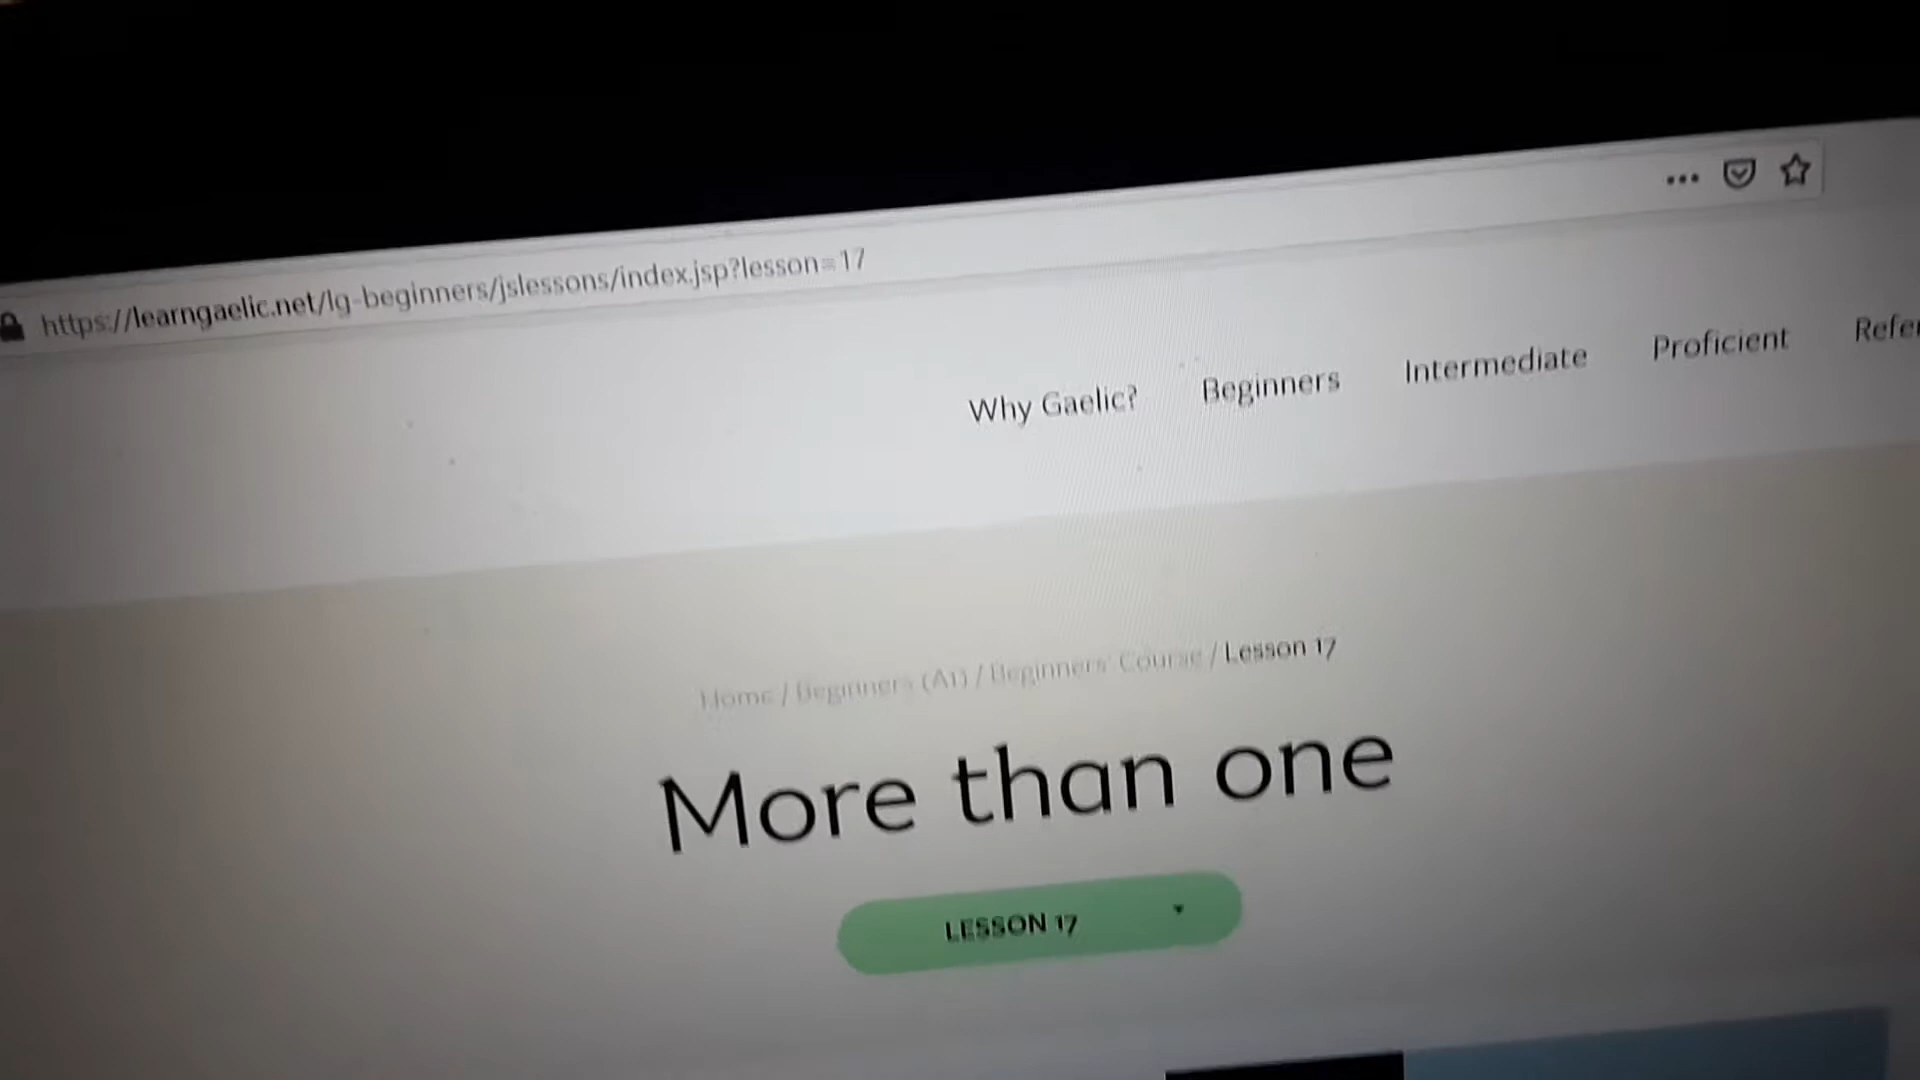 https://learngaelic.net/lg-beginners/jslessons/index.jsp?lesson=17
Why Gaelic? Beginners Intermediate Proficient Refer
Home / Beginners (A1) / Beginners' Course / Lesson 17
More than one
LESSON 17